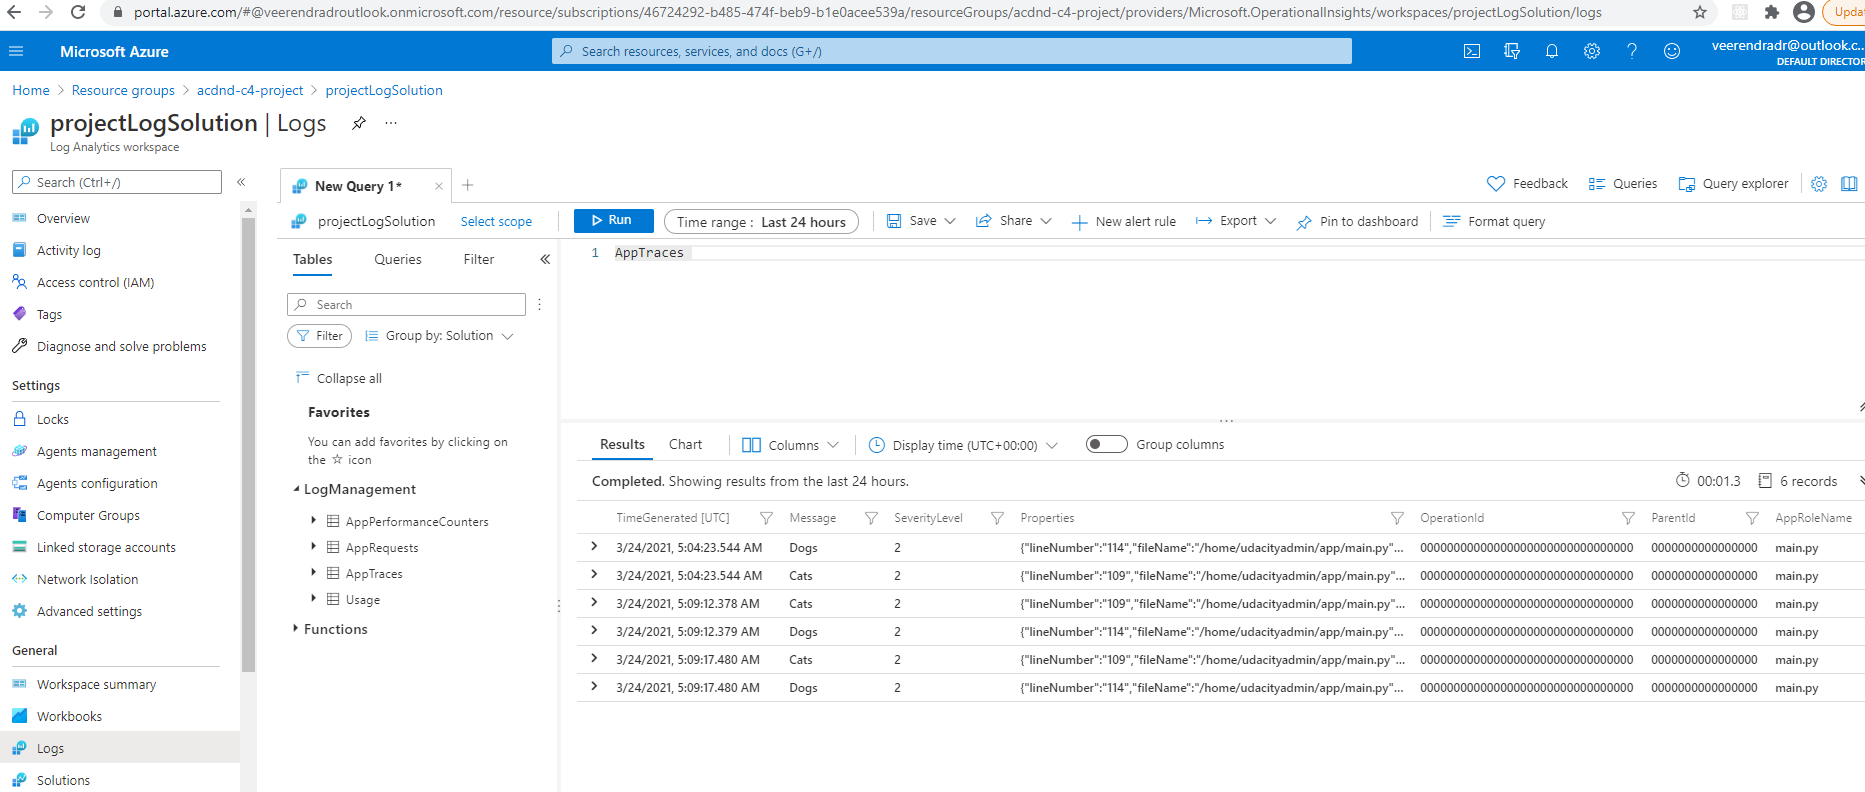 portal.azure.com/#@veerendradroutlook.onmicrosoft.com/resource/subscriptions/46724292-b485-474f-beb9-b1e0acee539a/resourceGroups/acdnd-c4-project/providers/Microsoft.OperationalInsights/workspaces/projectLogSolution/logs
Upda
Microsoft Azure
Search resources, services, and docs (G+/)
veerendradr@outlook.c...
DEFAULT DIRECTOR
Home > Resource groups > acdnd-c4-project > projectLogSolution
projectLogSolution | Logs
Log Analytics workspace
Search (Ctrl+/)
Overview
Activity log
Access control (IAM)
Tags
Diagnose and solve problems
Settings
Locks
Agents management
Agents configuration
Computer Groups
Linked storage accounts
Network Isolation
Advanced settings
General
Workspace summary
Workbooks
Logs
Solutions
New Query 1*
Feedback Queries Query explorer
projectLogSolution Select scope Run Time range : Last 24 hours Save Share New alert rule Export Pin to dashboard Format query
Tables Queries Filter
Search
Filter Group by: Solution
Collapse all
Favorites
You can add favorites by clicking on
the ☆ icon
LogManagement
AppPerformanceCounters
AppRequests
AppTraces
Usage
Functions
1 AppTraces
Results Chart Columns Display time (UTC+00:00) Group columns
Completed. Showing results from the last 24 hours. 00:01.3 6 records
TimeGenerated [UTC] Message SeverityLevel Properties OperationId ParentId AppRoleName
3/24/2021, 5:04:23.544 AM Dogs 2 {"lineNumber":"114","fileName":"/home/udacityadmin/app/main.py"... 00000000000000000000000000000000 0000000000000000 main.py
3/24/2021, 5:04:23.544 AM Cats 2 {"lineNumber":"109","fileName":"/home/udacityadmin/app/main.py"... 00000000000000000000000000000000 0000000000000000 main.py
3/24/2021, 5:09:12.378 AM Cats 2 {"lineNumber":"109","fileName":"/home/udacityadmin/app/main.py"... 00000000000000000000000000000000 0000000000000000 main.py
3/24/2021, 5:09:12.379 AM Dogs 2 {"lineNumber":"114","fileName":"/home/udacityadmin/app/main.py"... 00000000000000000000000000000000 0000000000000000 main.py
3/24/2021, 5:09:17.480 AM Cats 2 {"lineNumber":"109","fileName":"/home/udacityadmin/app/main.py"... 00000000000000000000000000000000 0000000000000000 main.py
3/24/2021, 5:09:17.480 AM Dogs 2 {"lineNumber":"114","fileName":"/home/udacityadmin/app/main.py"... 00000000000000000000000000000000 0000000000000000 main.py